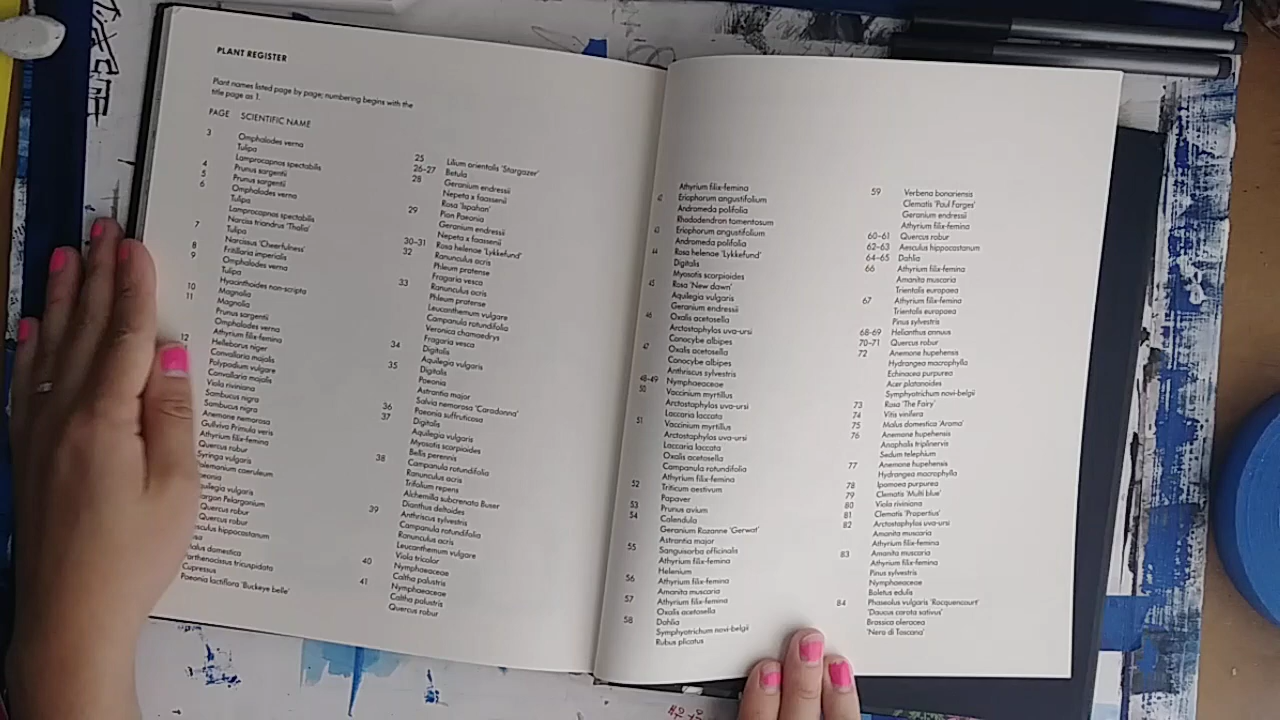 PLANT REGISTER
Plant names listed page by page; numbering begins with the
title page as 1.
PAGE SCIENTIFIC NAME
3 Omphalodes verna
Tulipa
Lamprocapnos spectabilis
4 Prunus sargentii
5 Prunus sargentii
6 Omphalodes verna
Tulipa
Lamprocapnos spectabilis
Narciss triandrus 'Thalia'
7 Tulipa
Narcissus 'Cheerfulness'
8 Fritillaria imperialis
9 Omphalodes verna
Tulipa
Hyacinthoides non-scripta
10 Magnolia
11 Magnolia
Prunus sargentii
Omphalodes verna
Athyrium filix-femina
12 Helleborus niger
Convallaria majalis
Polypodium vulgare
Convallaria majalis
Viola riviniana
Sambucus nigra
Sambucus nigra
Anemone nemorosa
Gullviva Primula veris
Athyrium filix-femina
Quercus robur
Syringa vulgaris
caeruleum
vulgaris
Pelargonium
Quercus robur
Quercus robur
hippocastanum
domestica
tricuspidata
Cupressus
Paeonia lactiflora 'Buckeye belle'
25 Lilium orientalis 'Stargazer'
26-27 Betula
28 Geranium endressii
Nepeta x faassenii
Rosa 'Ispahan'
29 Pion Paeonia
Geranium endressii
Nepeta x faassenii
30-31 Rosa helenae 'Lykkefund'
32 Ranunculus acris
Phleum pratense
Fragaria vesca
33 Ranunculus acris
Phleum pratense
Leucanthemum vulgare
Campanula rotundifolia
Veronica chamaedrys
Fragaria vesca
34 Digitalis
Aquilegia vulgaris
35 Digitalis
Paeonia
Astrantia major
Salvia nemorosa 'Caradonna'
36 Paeonia suffruticosa
37 Digitalis
Aquilegia vulgaris
Myosotis scorpioides
Bellis perennis
38 Campanula rotundifolia
Ranunculus acris
Trifolium repens
Alchemilla subcrenata Buser
Dianthus deltoides
39 Anthriscus sylvestris
Campanula rotundifolia
Ranunculus acris
Leucanthemum vulgare
Viola tricolor
40 Nymphaeaceae
Caltha palustris
41 Nymphaeaceae
Caltha palustris
Quercus robur
Athyrium filix-femina
42 Eriophorum angustifolium
Andromeda polifolia
Rhododendron tomentosum
43 Eriophorum angustifolium
Andromeda polifolia
44 Rosa helenae 'Lykkefund'
Digitalis
Myosotis scorpioides
45 Rosa 'New dawn'
Aquilegia vulgaris
Geranium endressii
46 Oxalis acetosella
Arctostaphylos uva-ursi
Conocybe albipes
47 Oxalis acetosella
Conocybe albipes
Anthriscus sylvestris
48-49 Nymphaeaceae
50 Vaccinium myrtillus
Arctostaphylos uva-ursi
Laccaria laccata
51 Vaccinium myrtillus
Arctostaphylos uva-ursi
Laccaria laccata
Oxalis acetosella
Campanula rotundifolia
Athyrium filix-femina
52 Triticum aestivum
Papaver
53 Prunus avium
54 Calendula
Geranium Rozanne 'Gerwat'
Astrantia major
55 Sanguisorba officinalis
Athyrium filix-femina
Helenium
56 Athyrium filix-femina
Amanita muscaria
57 Athyrium filix-femina
Oxalis acetosella
58 Dahlia
Symphyotrichum novi-belgii
Rubus plicatus
59 Verbena bonariensis
Clematis 'Paul Farges'
Geranium endressii
Athyrium filix-femina
60-61 Quercus robur
62-63 Aesculus hippocastanum
64-65 Dahlia
66 Athyrium filix-femina
Amanita muscaria
Trientalis europaea
67 Athyrium filix-femina
Trientalis europaea
Pinus sylvestris
68-69 Helianthus annuus
70-71 Quercus robur
72 Anemone hupehensis
Hydrangea macrophylla
Echinacea purpurea
Acer platanoides
Symphyotrichum novi-belgii
73 Rosa 'The Fairy'
74 Vitis vinifera
75 Malus domestica 'Aroma'
76 Anemone hupehensis
Anaphalis triplinervis
Sedum telephium
77 Anemone hupehensis
Hydrangea macrophylla
78 Ipomoea purpurea
79 Clematis 'Multi blue'
80 Viola riviniana
81 Clematis 'Propertius'
82 Arctostaphylos uva-ursi
Amanita muscaria
Athyrium filix-femina
83 Amanita muscaria
Athyrium filix-femina
Pinus sylvestris
Nymphaeaceae
Boletus edulis
84 Phaseolus vulgaris 'Rocquencourt'
'Daucus carota sativus'
Brassica oleracea
'Nero di Toscana'